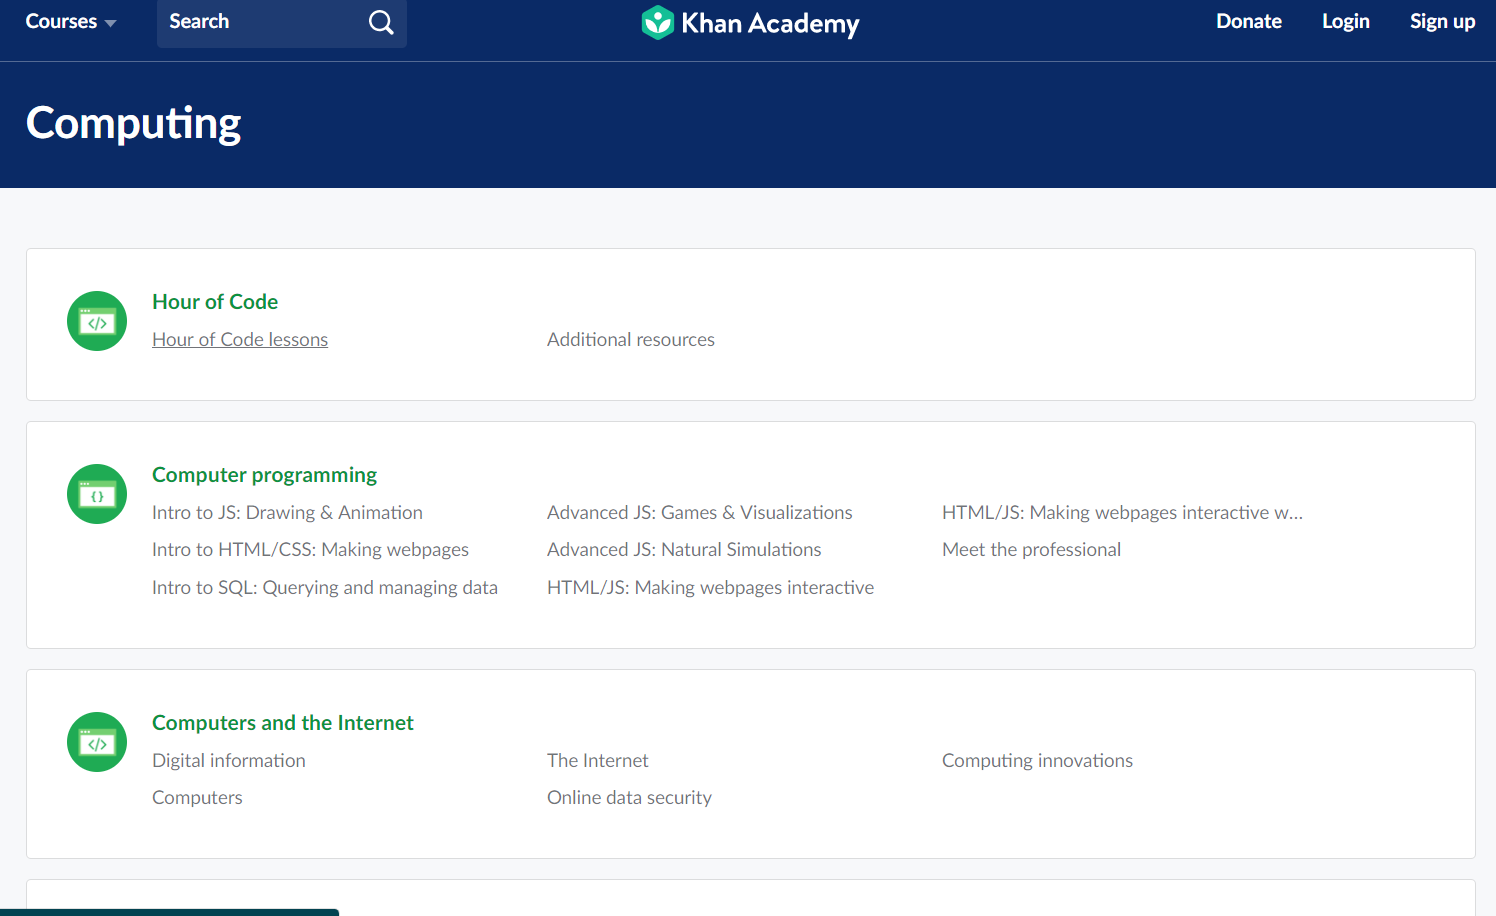 Courses
Search
Khan Academy
Donate
Login
Sign up
Computing
Hour of Code
Hour of Code lessons
Additional resources
Computer programming
Intro to JS: Drawing & Animation
Advanced JS: Games & Visualizations
HTML/JS: Making webpages interactive w...
Intro to HTML/CSS: Making webpages
Advanced JS: Natural Simulations
Meet the professional
Intro to SQL: Querying and managing data
HTML/JS: Making webpages interactive
Computers and the Internet
Digital information
The Internet
Computing innovations
Computers
Online data security